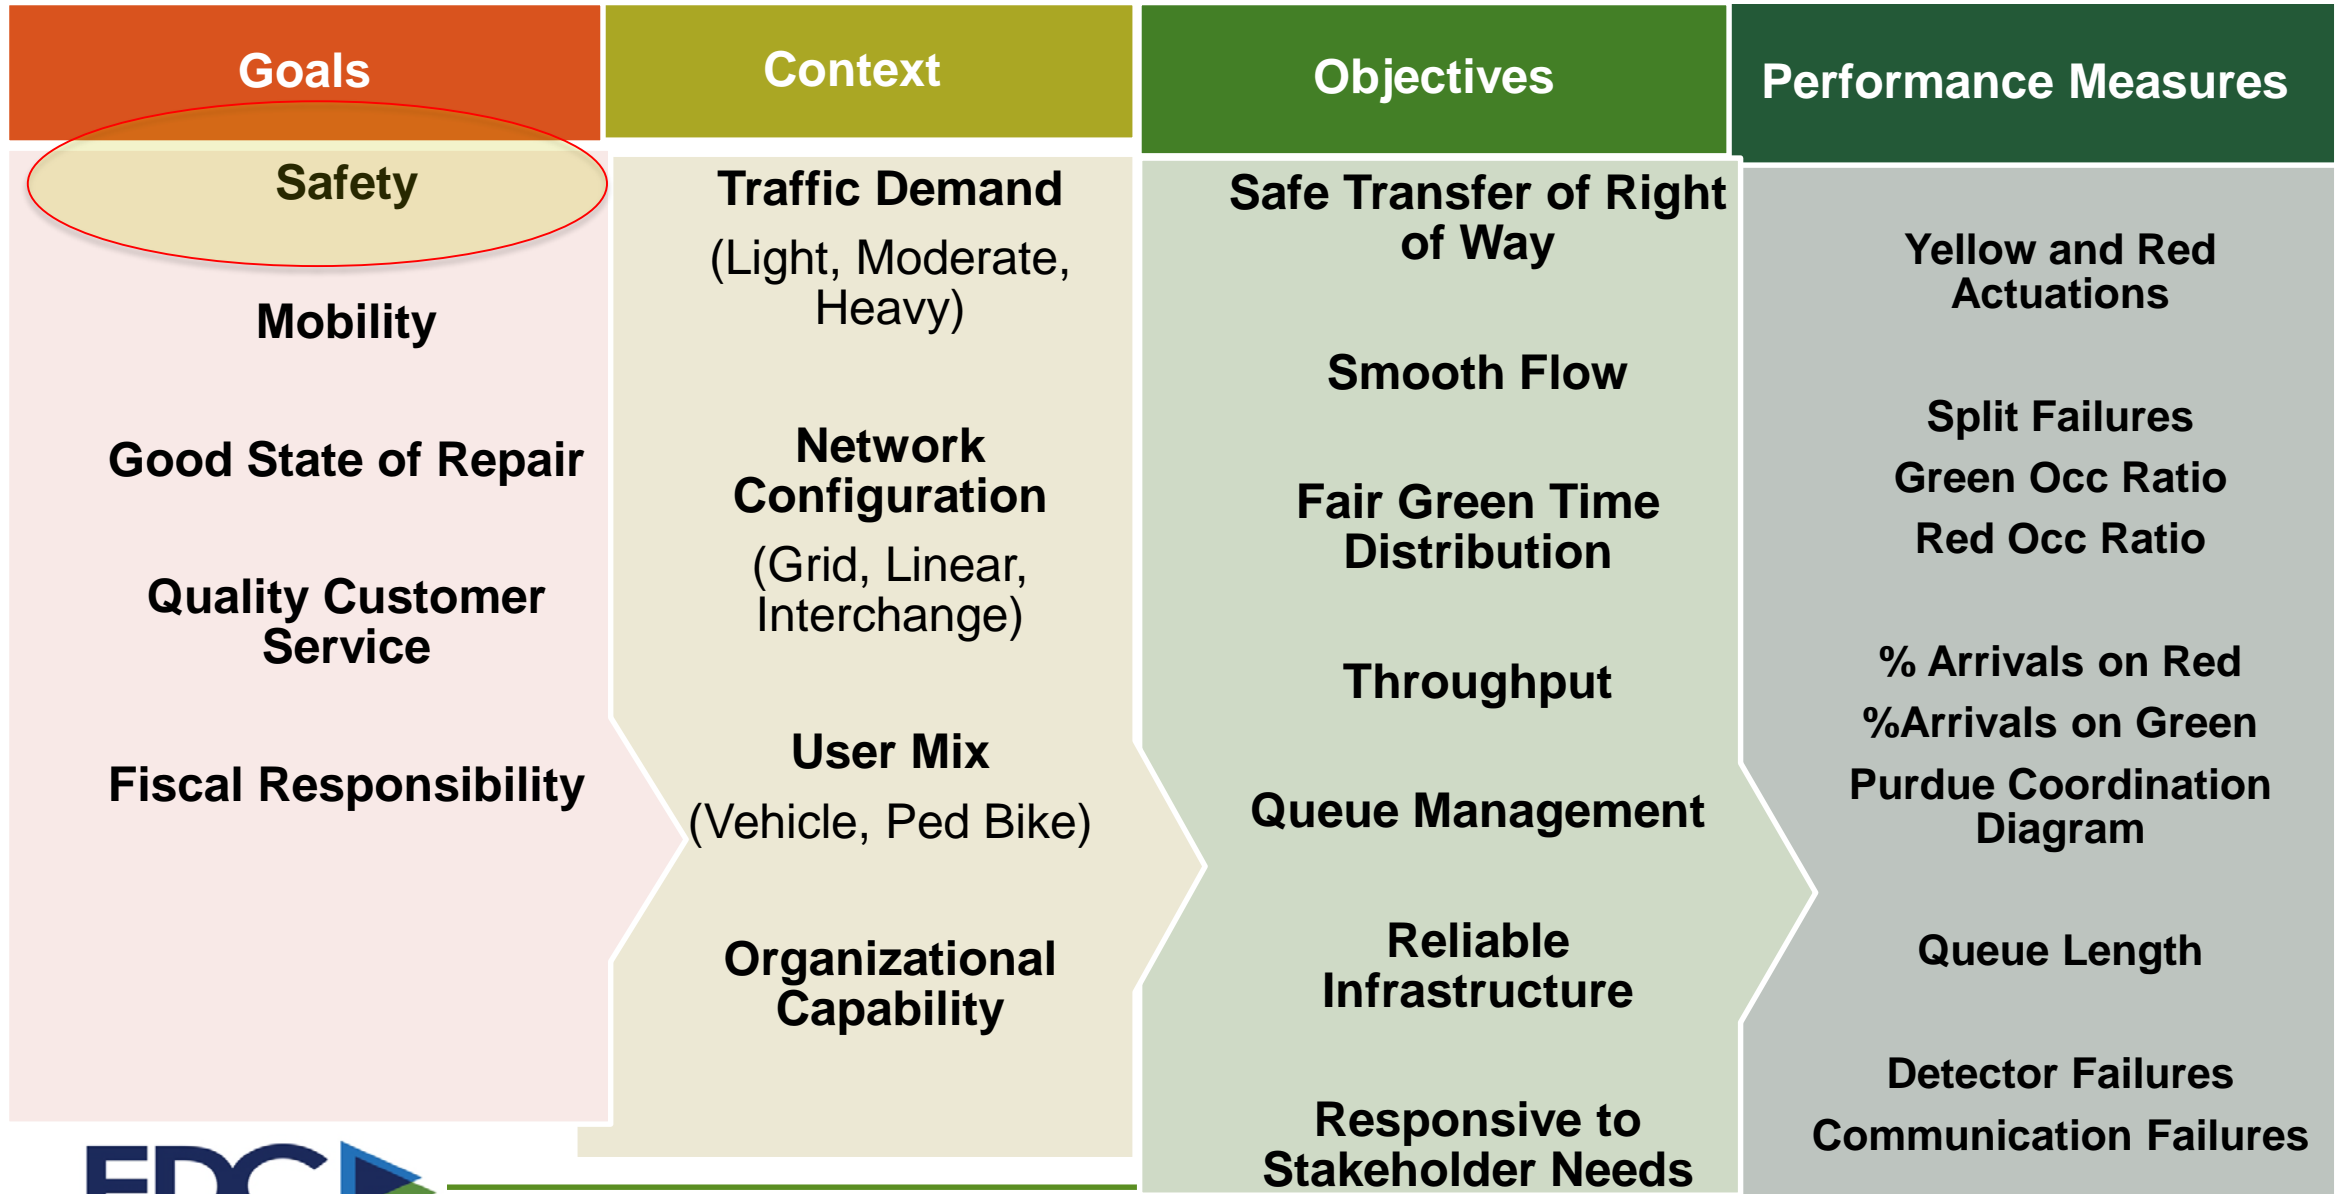 Goals
Safety
Mobility
Good State of Repair
Quality Customer
Service
Fiscal Responsibility
Context
Traffic Demand
(Light, Moderate,
Heavy)
Network
Configuration
(Grid, Linear,
Interchange)
User Mix
(Vehicle, Ped Bike)
Organizational
Capability
Objectives
Safe Transfer of Right
of Way
Smooth Flow
Fair Green Time
Distribution
Throughput
Queue Management
Reliable
Infrastructure
Responsive to
Stakeholder Needs
Performance Measures
Yellow and Red
Actuations
Split Failures
Green Occ Ratio
Red Occ Ratio
% Arrivals on Red
%Arrivals on Green
Purdue Coordination
Diagram
Queue Length
Detector Failures
Communication Failures
EDC